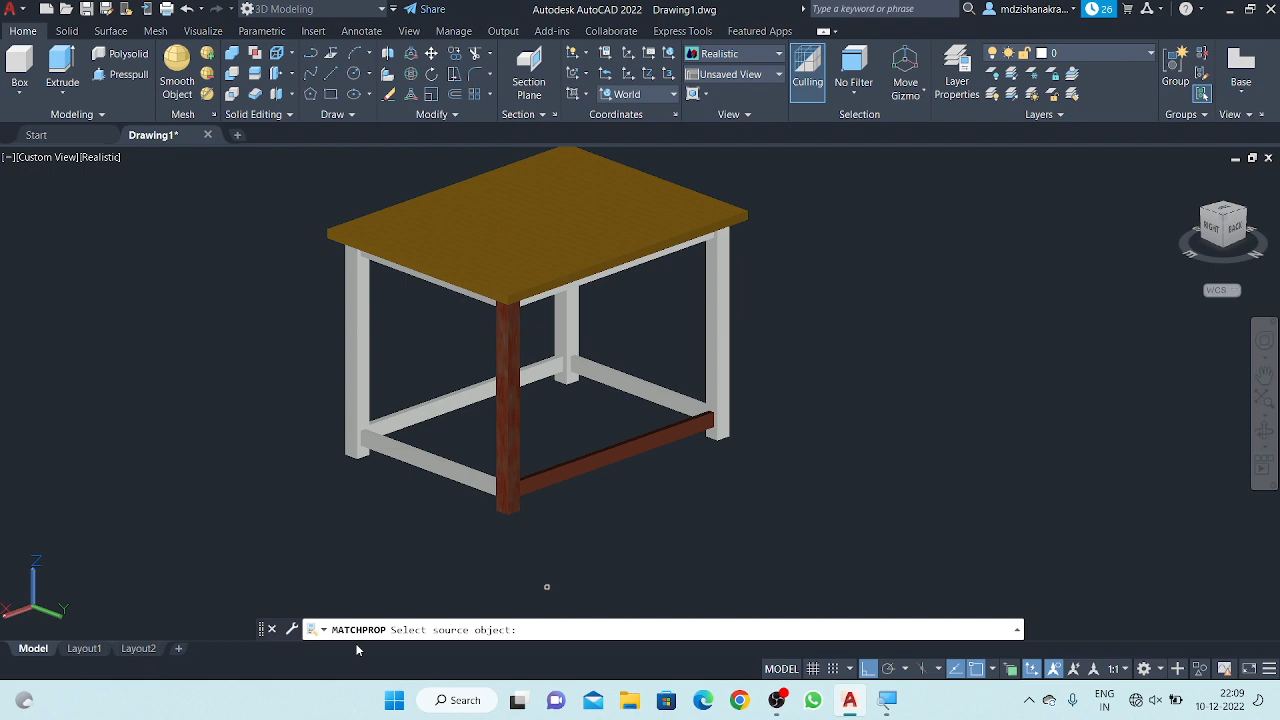 3D Modeling Share Autodesk AutoCAD 2022 Drawing1.dwg Type a keyword or phrase mdzishanakra... 26
Home Solid Surface Mesh Visualize Parametric Insert Annotate View Manage Output Add-ins Collaborate Express Tools Featured Apps
Box Extrude Polysolid Presspull Smooth Object Section Plane World Realistic Unsaved View Culling No Filter Move Gizmo Layer Properties 0 Group Base
Modeling Mesh Solid Editing Draw Modify Section Coordinates View Selection Layers Groups View
Start Drawing1*
[−][Custom View][Realistic]
RIGHT BACK
WCS
Z
X Y
MATCHPROP Select source object:
Model Layout1 Layout2
MODEL 1:1
Search
ENG 12:09
IN 10-12-2022